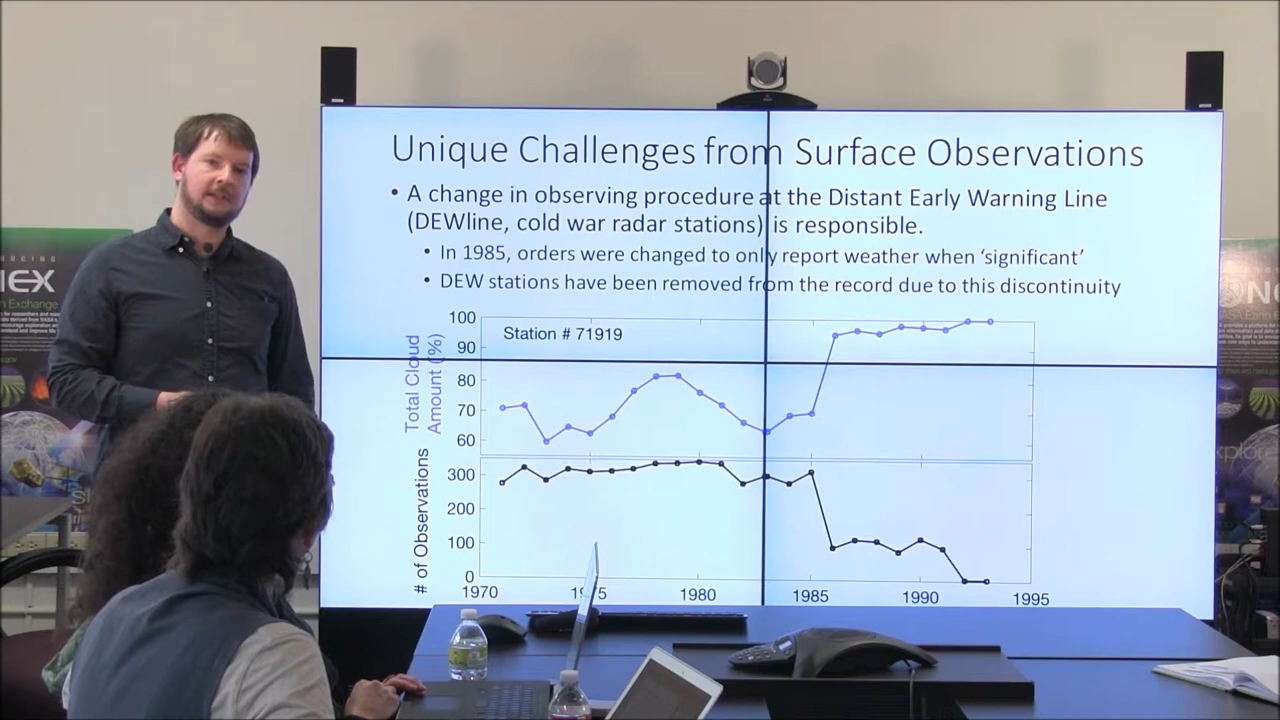 Unique Challenges from Surface Observations
• A change in observing procedure at the Distant Early Warning Line
(DEWline, cold war radar stations) is responsible.
• In 1985, orders were changed to only report weather when ‘significant’
• DEW stations have been removed from the record due to this discontinuity
Station # 71919
Total Cloud
Amount (%)
100
90
80
70
60
# of Observations
300
200
100
0
1970
1975
1980
1985
1990
1995
NEX
Exchange